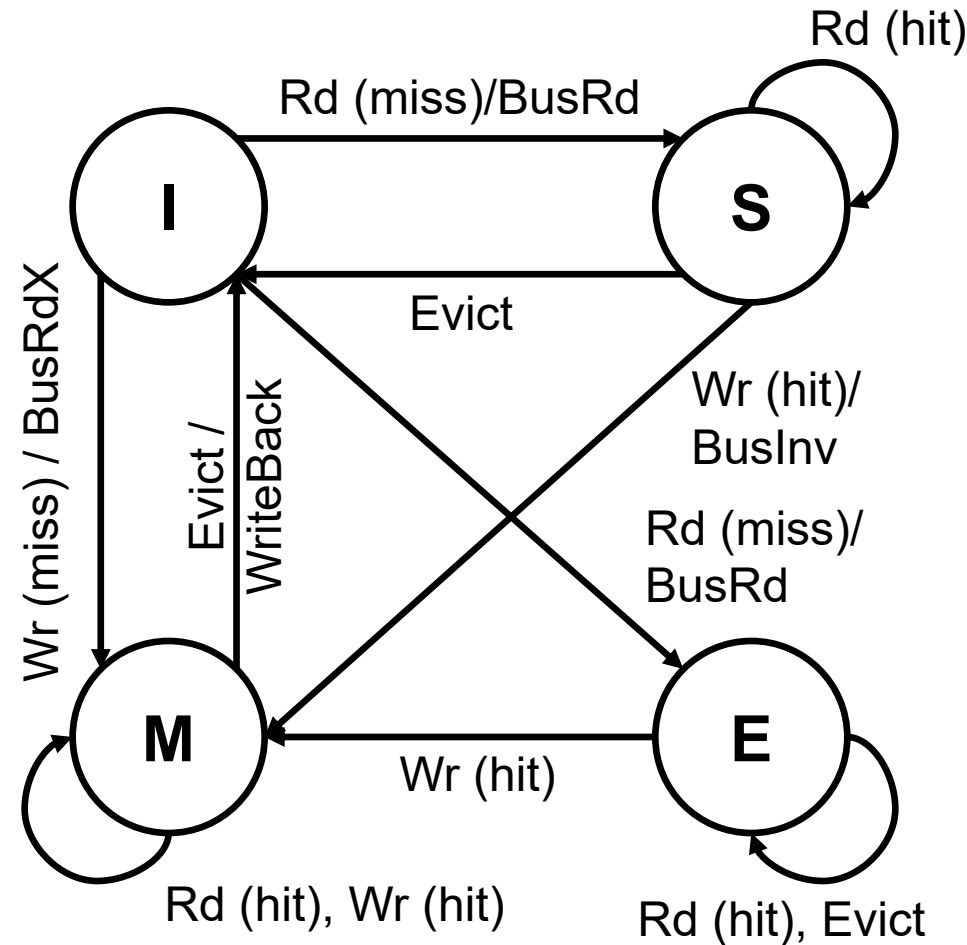 Rd (hit)
Rd (miss)/BusRd
I
S
Evict
Wr (miss) / BusRdX
Evict /
WriteBack
Wr (hit)/
BusInv
Rd (miss)/
BusRd
M
E
Wr (hit)
Rd (hit), Wr (hit)
Rd (hit), Evict